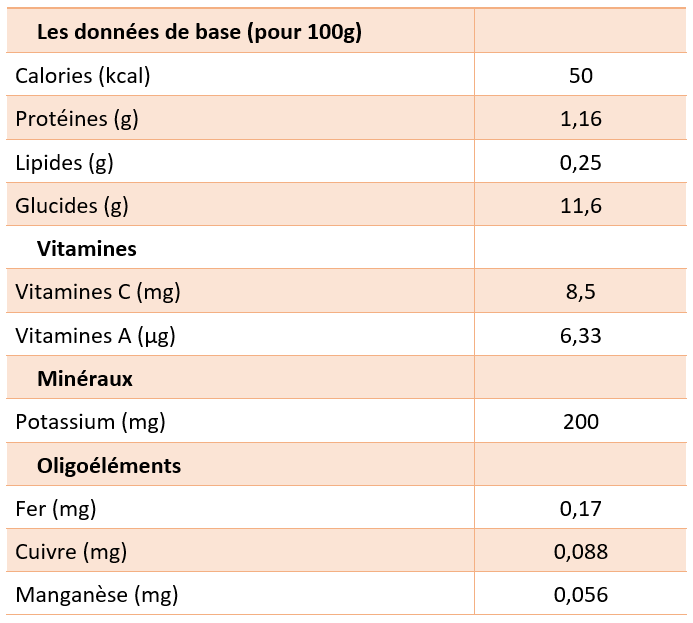 Les données de base (pour 100g)
Calories (kcal) 50
Protéines (g) 1,16
Lipides (g) 0,25
Glucides (g) 11,6
Vitamines
Vitamines C (mg) 8,5
Vitamines A (µg) 6,33
Minéraux
Potassium (mg) 200
Oligoéléments
Fer (mg) 0,17
Cuivre (mg) 0,088
Manganèse (mg) 0,056